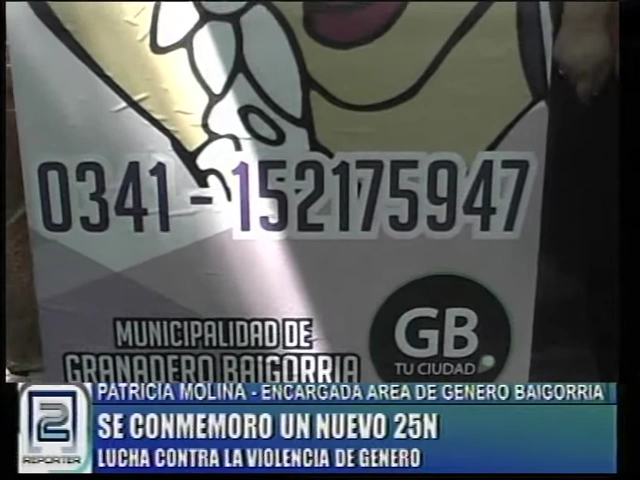 0341 - 152175947
MUNICIPALIDAD DE
GRANADERO BAIGORRIA
GB
TU CIUDAD
PATRICIA MOLINA - ENCARGADA AREA DE GENERO BAIGORRIA
2
REPORTER
SE CONMEMORO UN NUEVO 25N
LUCHA CONTRA LA VIOLENCIA DE GENERO